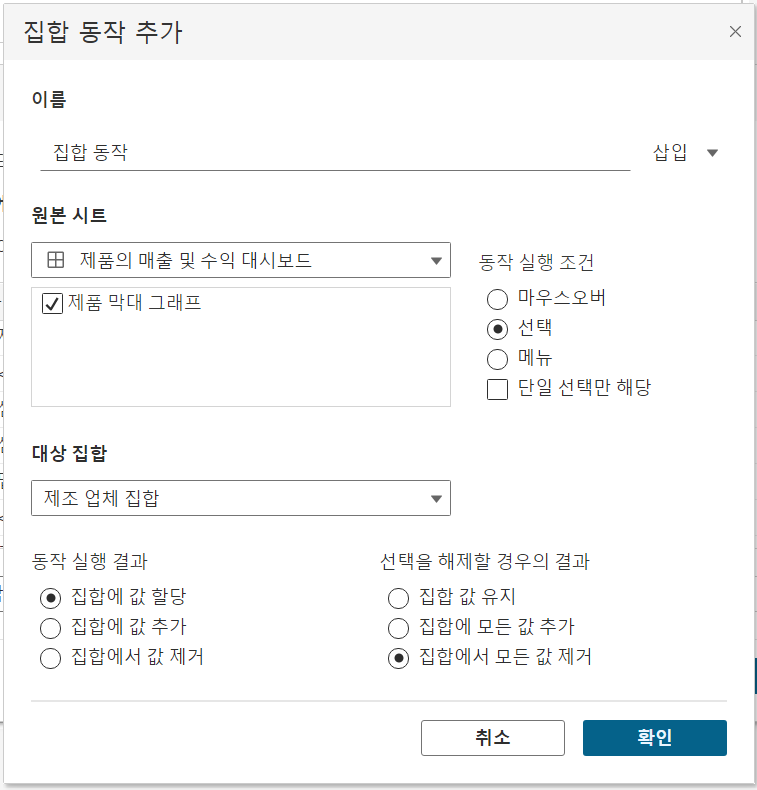 집합 동작 추가
이름
집합 동작 삽입
원본 시트
제품의 매출 및 수익 대시보드
제품 막대 그래프
동작 실행 조건
마우스오버
선택
메뉴
단일 선택만 해당
대상 집합
제조 업체 집합
동작 실행 결과
집합에 값 할당
집합에 값 추가
집합에서 값 제거
선택을 해제할 경우의 결과
집합 값 유지
집합에 모든 값 추가
집합에서 모든 값 제거
취소 확인